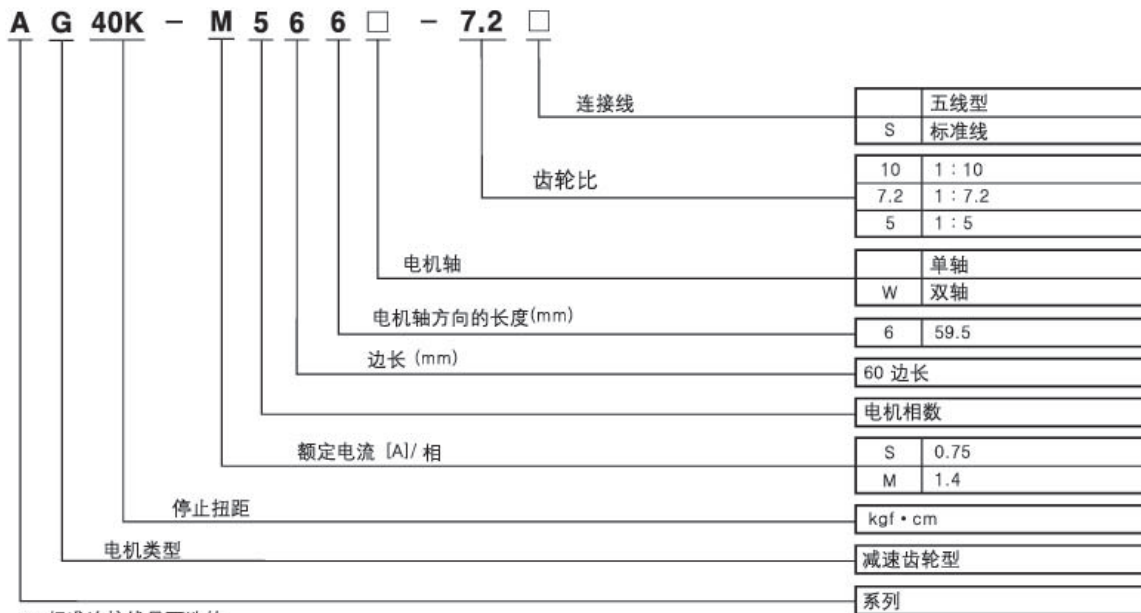 A G 40K - M 5 6 6 □ - 7.2 □
连接线
五线型
S 标准线
齿轮比
10 1 : 10
7.2 1 : 7.2
5 1 : 5
电机轴
单轴
W 双轴
电机轴方向的长度(mm)
6 59.5
边长 (mm)
60 边长
电机相数
额定电流 [A]/ 相
S 0.75
M 1.4
停止扭距
kgf • cm
电机类型
减速齿轮型
系列